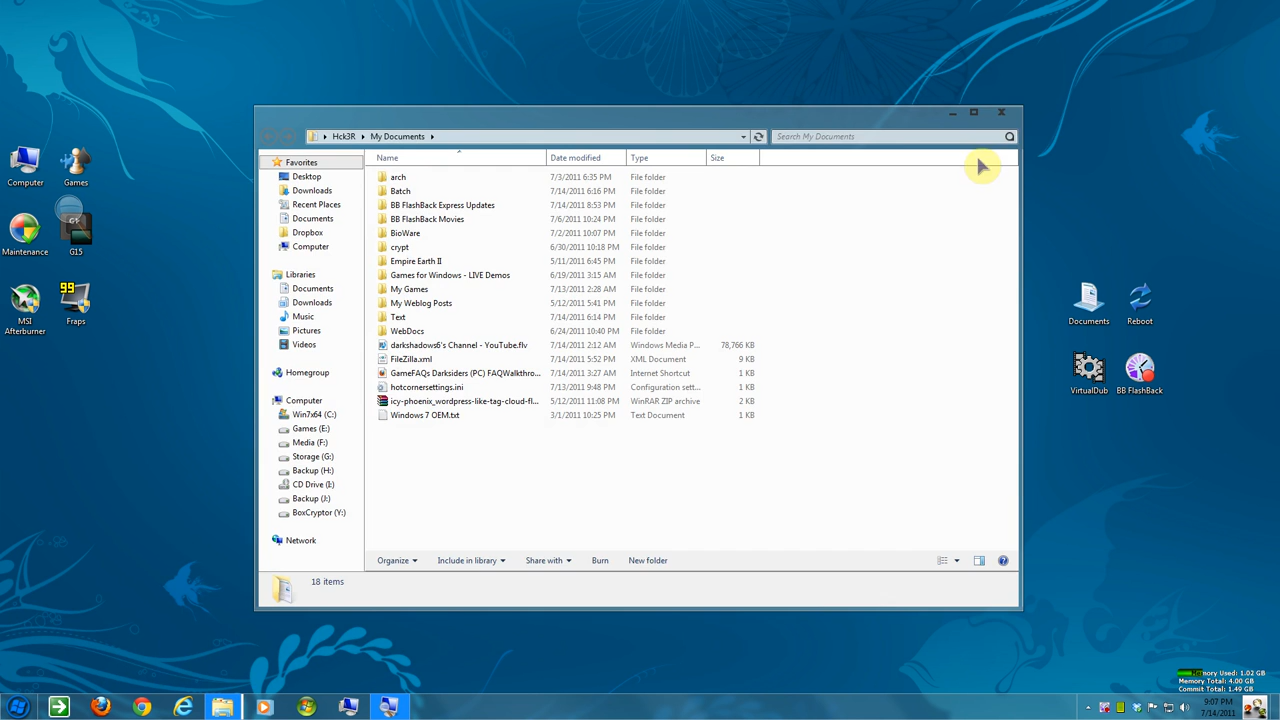 Hck3R ▸ My Documents ▸
Search My Documents
Favorites
Desktop
Downloads
Recent Places
Documents
Dropbox
Computer
Libraries
Documents
Downloads
Music
Pictures
Videos
Homegroup
Computer
Win7x64 (C:)
Games (E:)
Media (F:)
Storage (G:)
Backup (H:)
CD Drive (I:)
Backup (J:)
BoxCryptor (Y:)
Network
Name Date modified Type Size
arch 7/3/2011 6:35 PM File folder
Batch 7/14/2011 6:16 PM File folder
BB FlashBack Express Updates 7/14/2011 8:53 PM File folder
BB FlashBack Movies 7/6/2011 10:24 PM File folder
BioWare 7/2/2011 10:07 PM File folder
crypt 6/30/2011 10:18 PM File folder
Empire Earth II 5/11/2011 6:45 PM File folder
Games for Windows - LIVE Demos 6/19/2011 3:15 AM File folder
My Games 7/13/2011 2:28 AM File folder
My Weblog Posts 5/12/2011 5:41 PM File folder
Text 7/14/2011 6:14 PM File folder
WebDocs 6/24/2011 10:40 PM File folder
darkshadows6's Channel - YouTube.flv 7/14/2011 2:12 AM Windows Media P... 78,766 KB
FileZilla.xml 7/14/2011 5:52 PM XML Document 9 KB
GameFAQs Darksiders (PC) FAQWalkthro... 7/14/2011 3:27 AM Internet Shortcut 1 KB
hotcornersettings.ini 7/13/2011 9:48 PM Configuration sett... 1 KB
icy-phoenix_wordpress-like-tag-cloud-fl... 5/12/2011 11:08 PM WinRAR ZIP archive 2 KB
Windows 7 OEM.txt 3/1/2011 10:25 PM Text Document 1 KB
Organize Include in library Share with Burn New folder
18 items
Computer
Games
Maintenance
G15
MSI Afterburner
99
Fraps
Documents
Reboot
VirtualDub
BB FlashBack
Memory Used: 1.02 GB
Memory Total: 4.00 GB
Commit Total: 1.49 GB
9:07 PM
7/14/2011